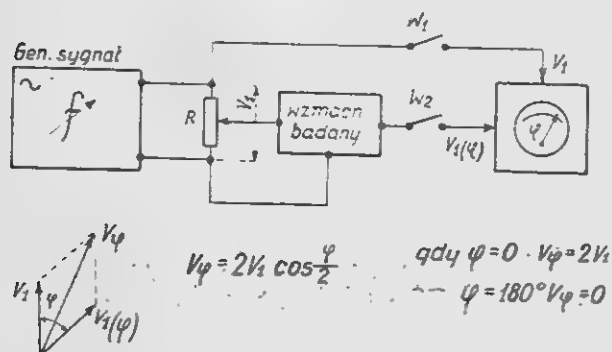 Gen. sygnał
~
f
R
V₁
wzmacn
badany
W₁
W₂
V₁
V₁(φ)
φ
Vφ
V₁
φ
V₁(φ)
Vφ = 2V₁ cos φ/2
gdy φ = 0 · Vφ = 2V₁
— φ = 180° Vφ = 0